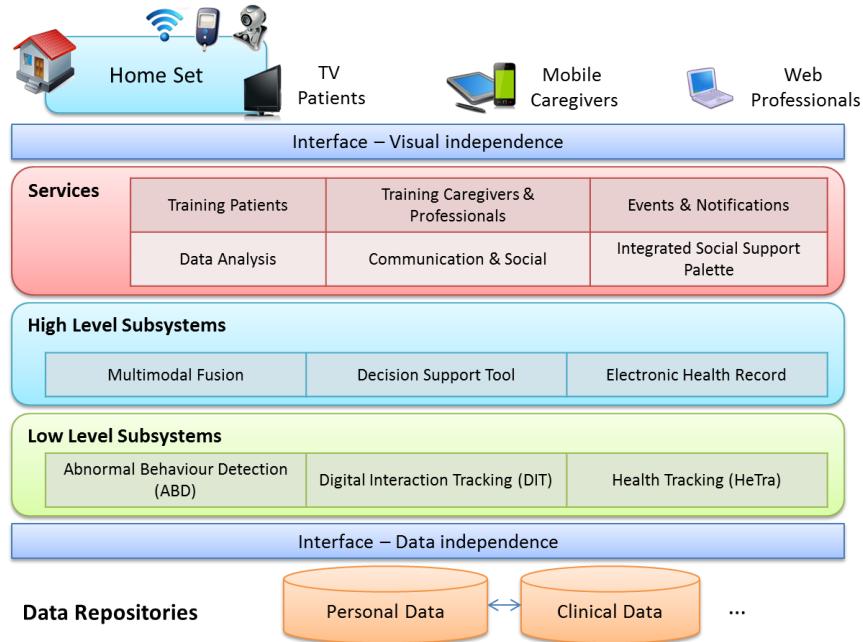 Home Set
TV
Patients
Mobile
Caregivers
Web
Professionals
Interface – Visual independence
Services
Training Patients
Training Caregivers &
Professionals
Events & Notifications
Data Analysis
Communication & Social
Integrated Social Support
Palette
High Level Subsystems
Multimodal Fusion
Decision Support Tool
Electronic Health Record
Low Level Subsystems
Abnormal Behaviour Detection
(ABD)
Digital Interaction Tracking (DIT)
Health Tracking (HeTra)
Interface – Data independence
Data Repositories
Personal Data
Clinical Data
...